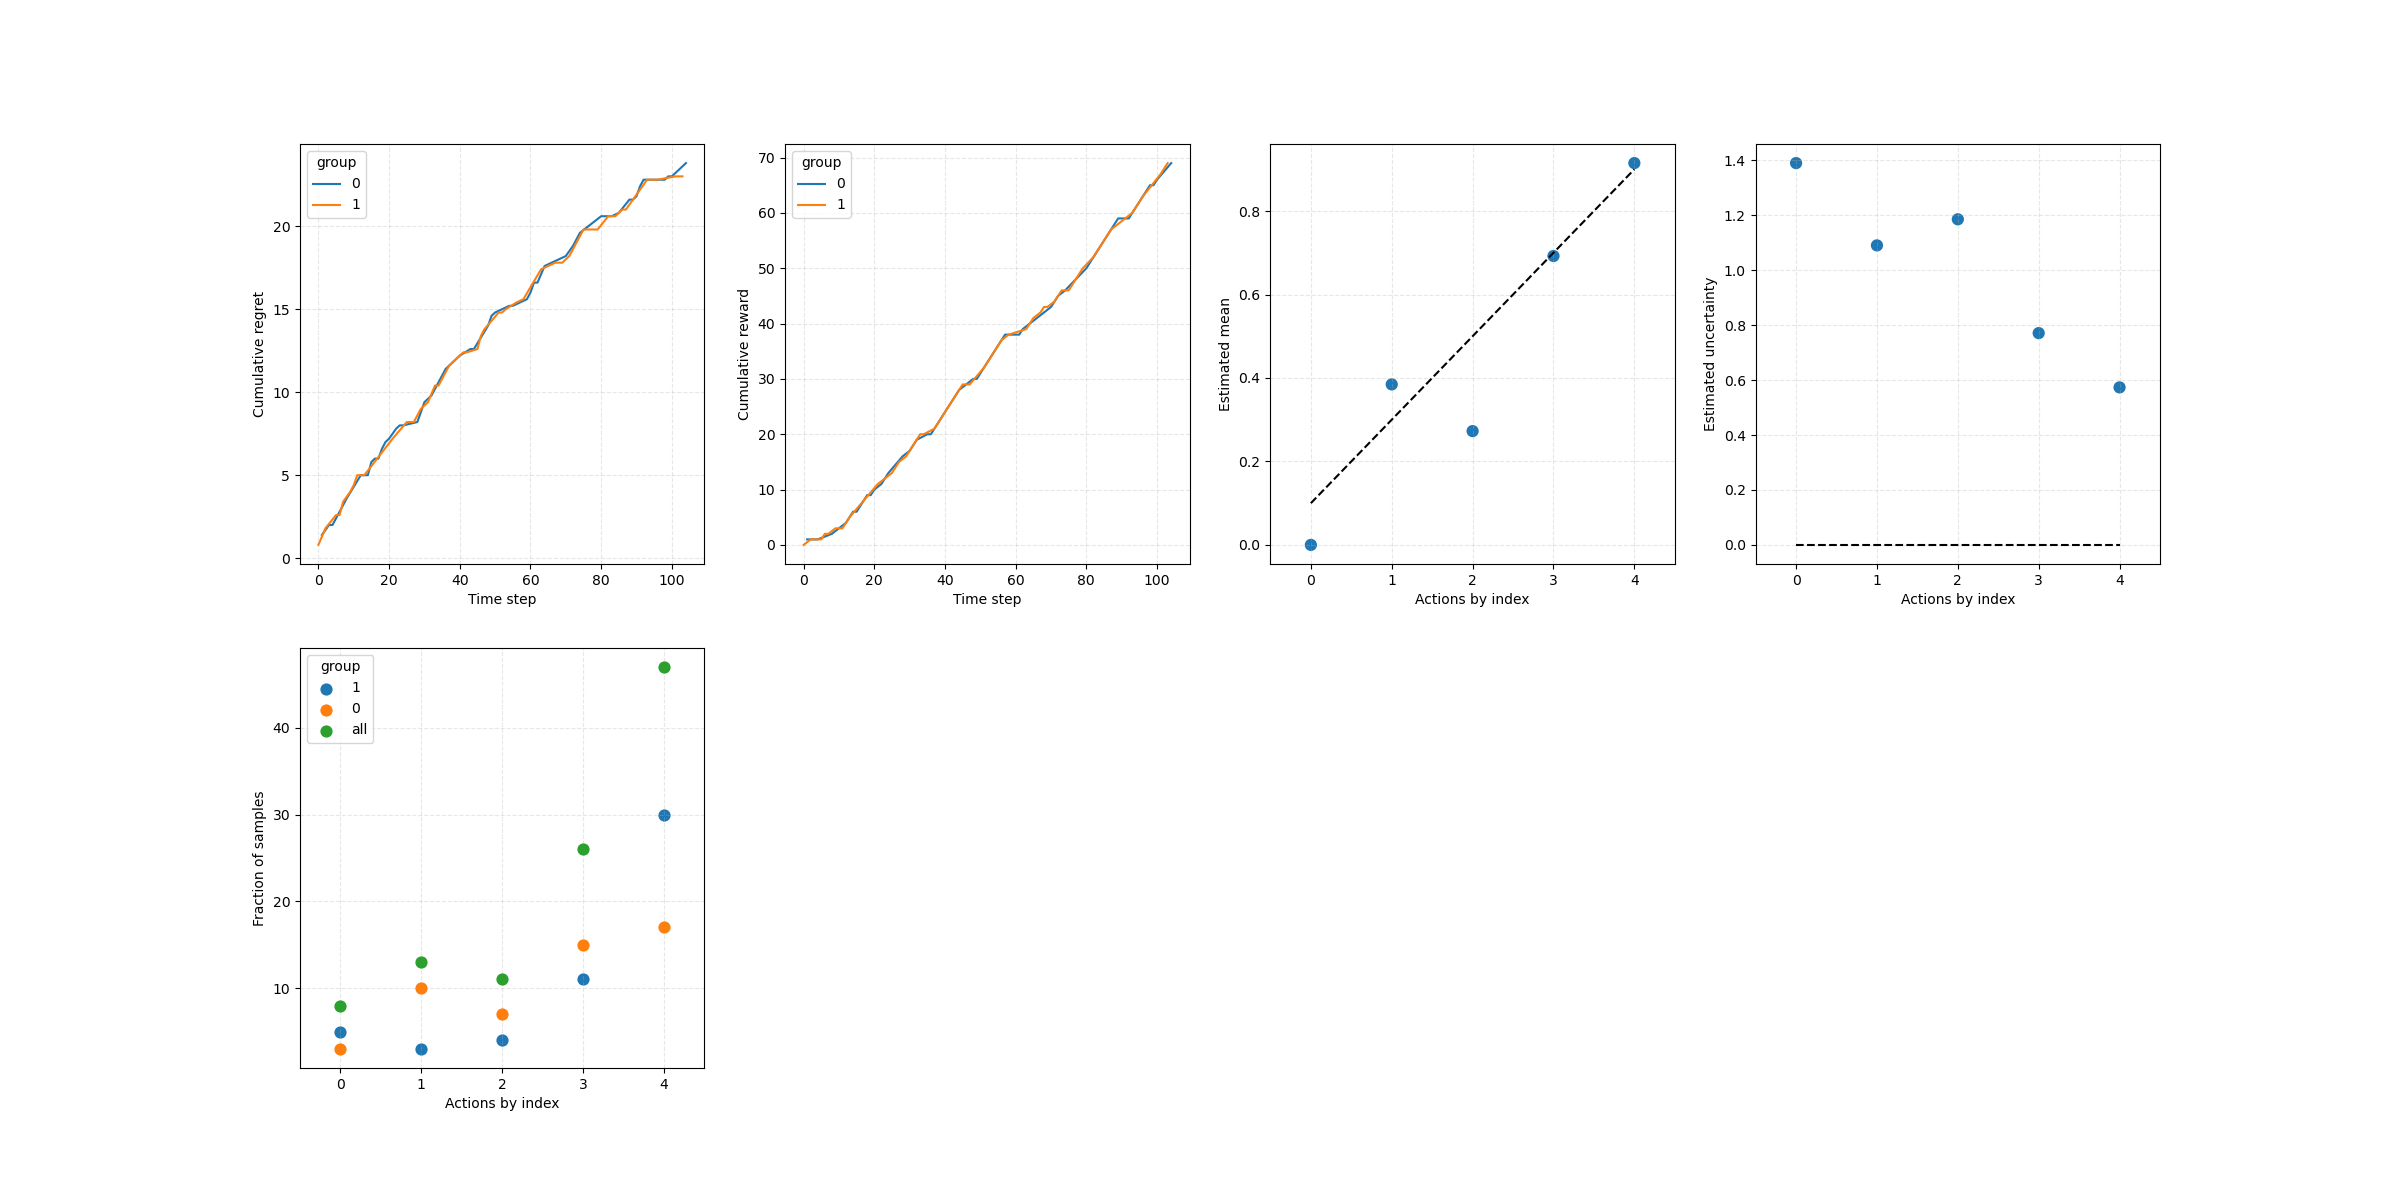 group
0
1
Cumulative regret
20
15
10
5
0
0 20 40 60 80 100
Time step
group
0
1
Cumulative reward
70
60
50
40
30
20
10
0
0 20 40 60 80 100
Time step
Estimated mean
0.8
0.6
0.4
0.2
0.0
0 1 2 3 4
Actions by index
Estimated uncertainty
1.4
1.2
1.0
0.8
0.6
0.4
0.2
0.0
0 1 2 3 4
Actions by index
group
1
0
all
Fraction of samples
40
30
20
10
0 1 2 3 4
Actions by index